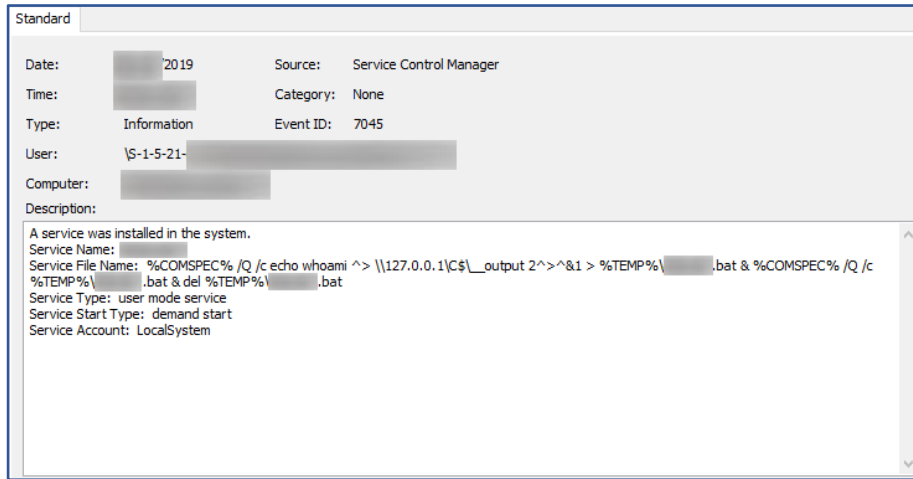 Standard
Date: /2019 Source: Service Control Manager
Time: Category: None
Type: Information Event ID: 7045
User: \S-1-5-21-
Computer:
Description:
A service was installed in the system.
Service Name:
Service File Name: %COMSPEC% /Q /c echo whoami ^> \\127.0.0.1\C$\__output 2^>^&1 > %TEMP%\ .bat & %COMSPEC% /Q /c
%TEMP%\ .bat & del %TEMP%\ .bat
Service Type: user mode service
Service Start Type: demand start
Service Account: LocalSystem